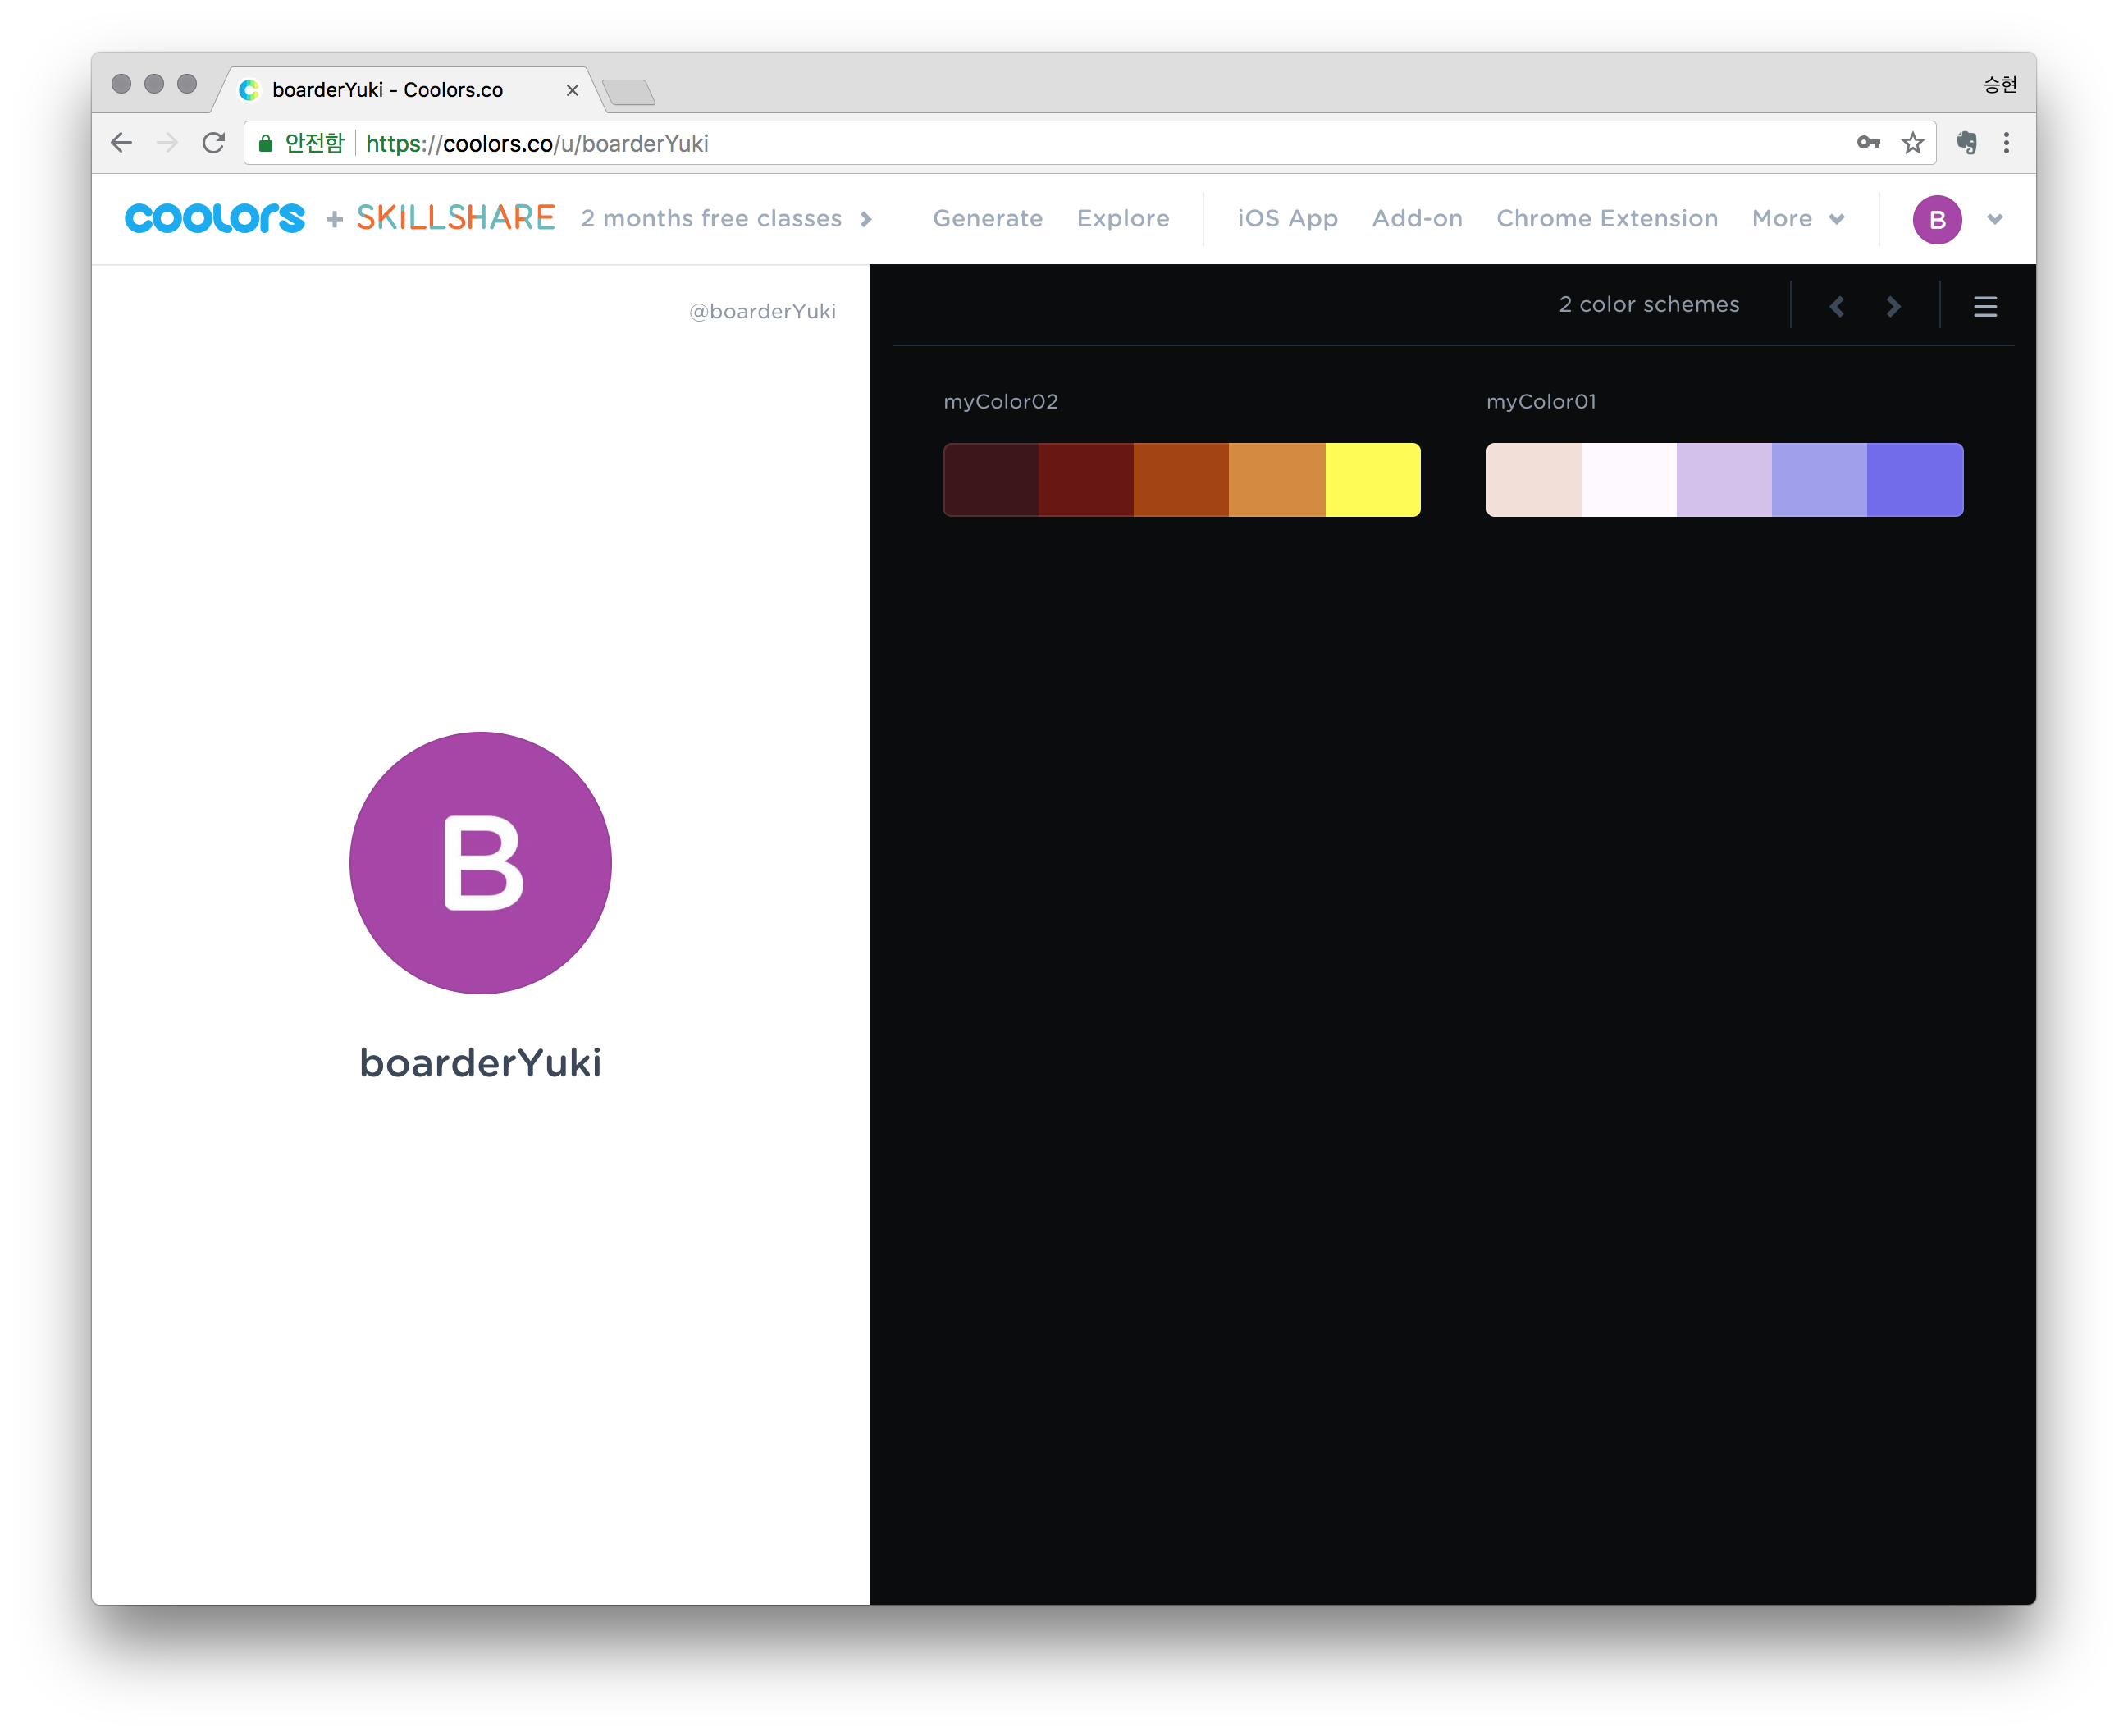 boarderYuki - Coolors.co
승현
안전함 https://coolors.co/u/boarderYuki
coolors + SKILLSHARE 2 months free classes Generate Explore iOS App Add-on Chrome Extension More B
@boarderYuki
2 color schemes
myColor02 myColor01
B
boarderYuki